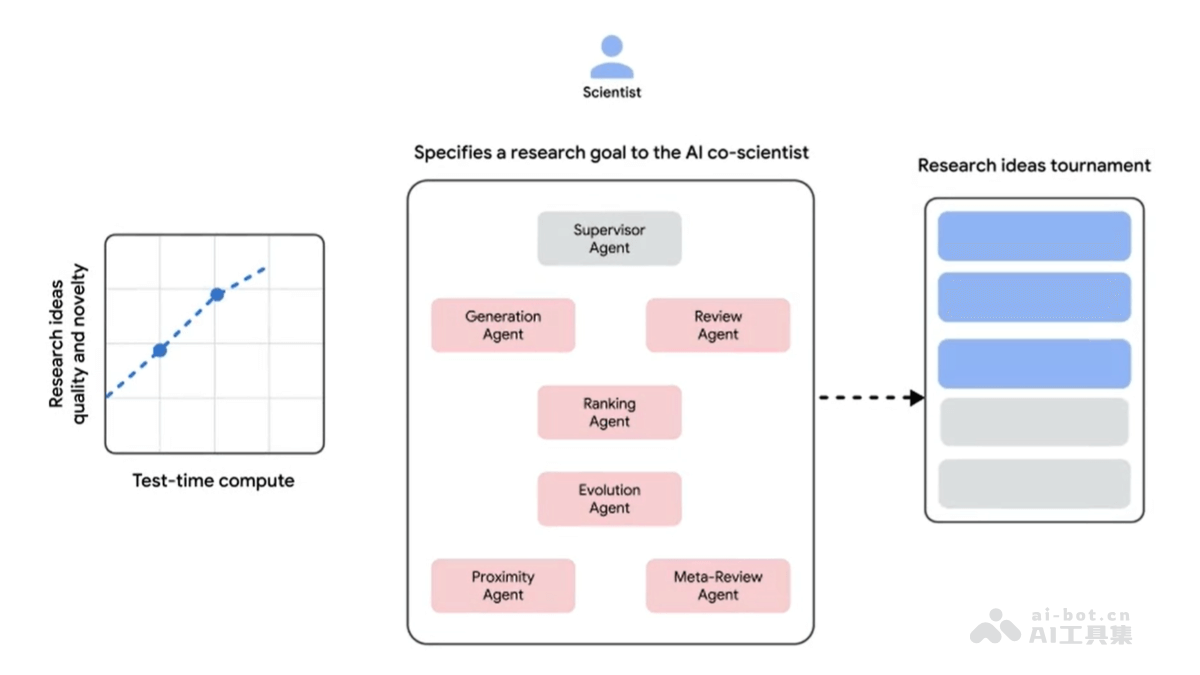 Scientist
Specifies a research goal to the AI co-scientist
Research ideas tournament
Supervisor
Agent
Generation
Agent
Review
Agent
Ranking
Agent
Evolution
Agent
Proximity
Agent
Meta-Review
Agent
Research ideas
quality and novelty
Test-time compute
ai-bot.cn
AI工具集